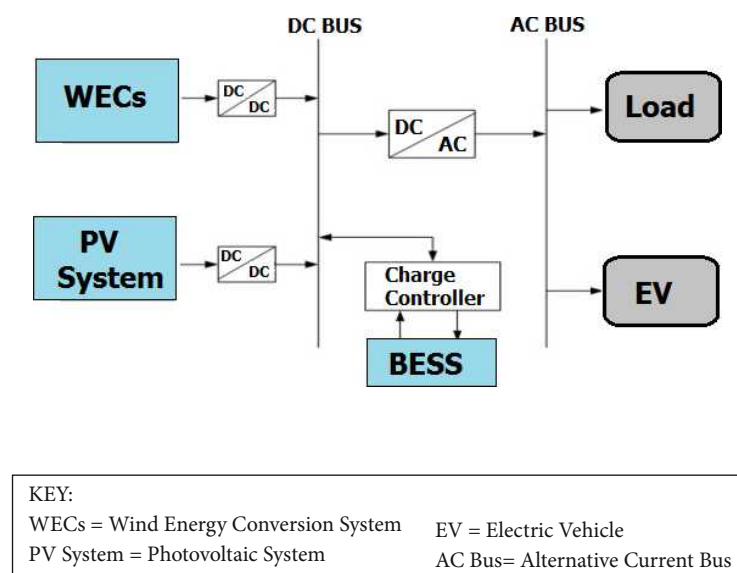 DC BUS
AC BUS
WECs
DC
DC
DC
AC
Load
PV
System
DC
DC
Charge
Controller
BESS
EV
KEY:
WECs = Wind Energy Conversion System
PV System = Photovoltaic System
EV = Electric Vehicle
AC Bus= Alternative Current Bus